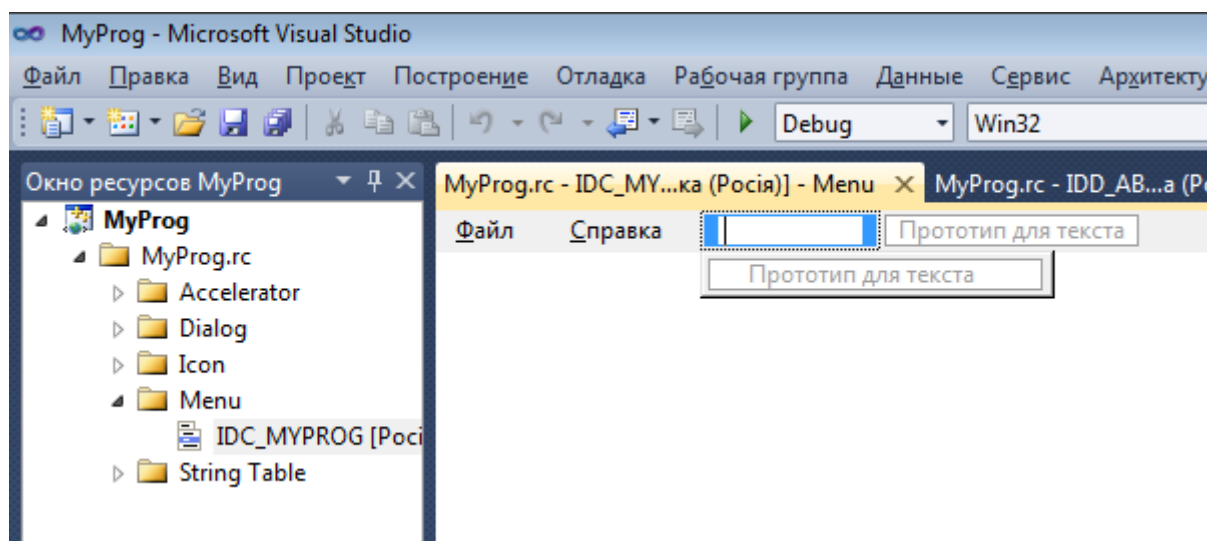 MyProg - Microsoft Visual Studio
Файл Правка Вид Проект Построение Отладка Рабочая группа Данные Сервис Архитекту
Debug Win32
Окно ресурсов MyProg
MyProg.rc - IDC_MY...ка (Росія)] - Menu MyProg.rc - IDD_AB...а (Р
MyProg
Файл Справка Прототип для текста
MyProg.rc
Прототип для текста
Accelerator
Dialog
Icon
Menu
IDC_MYPROG [Росі
String Table